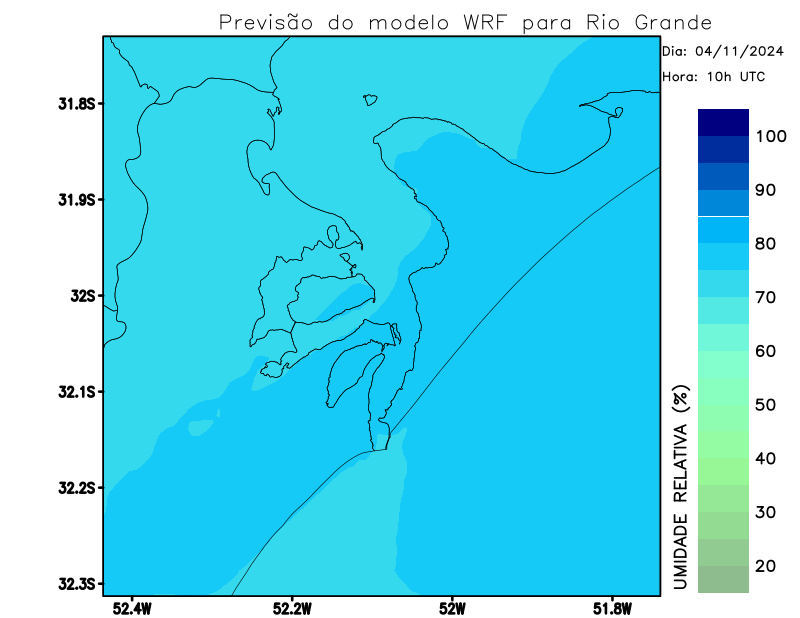 Previsão do modelo WRF para Rio Grande
Dia: 04/11/2024
Hora: 10h UTC
31.8S
31.9S
32S
32.1S
32.2S
32.3S
52.4W
52.2W
52W
51.8W
100
90
80
70
60
50
40
30
20
UMIDADE RELATIVA (%)